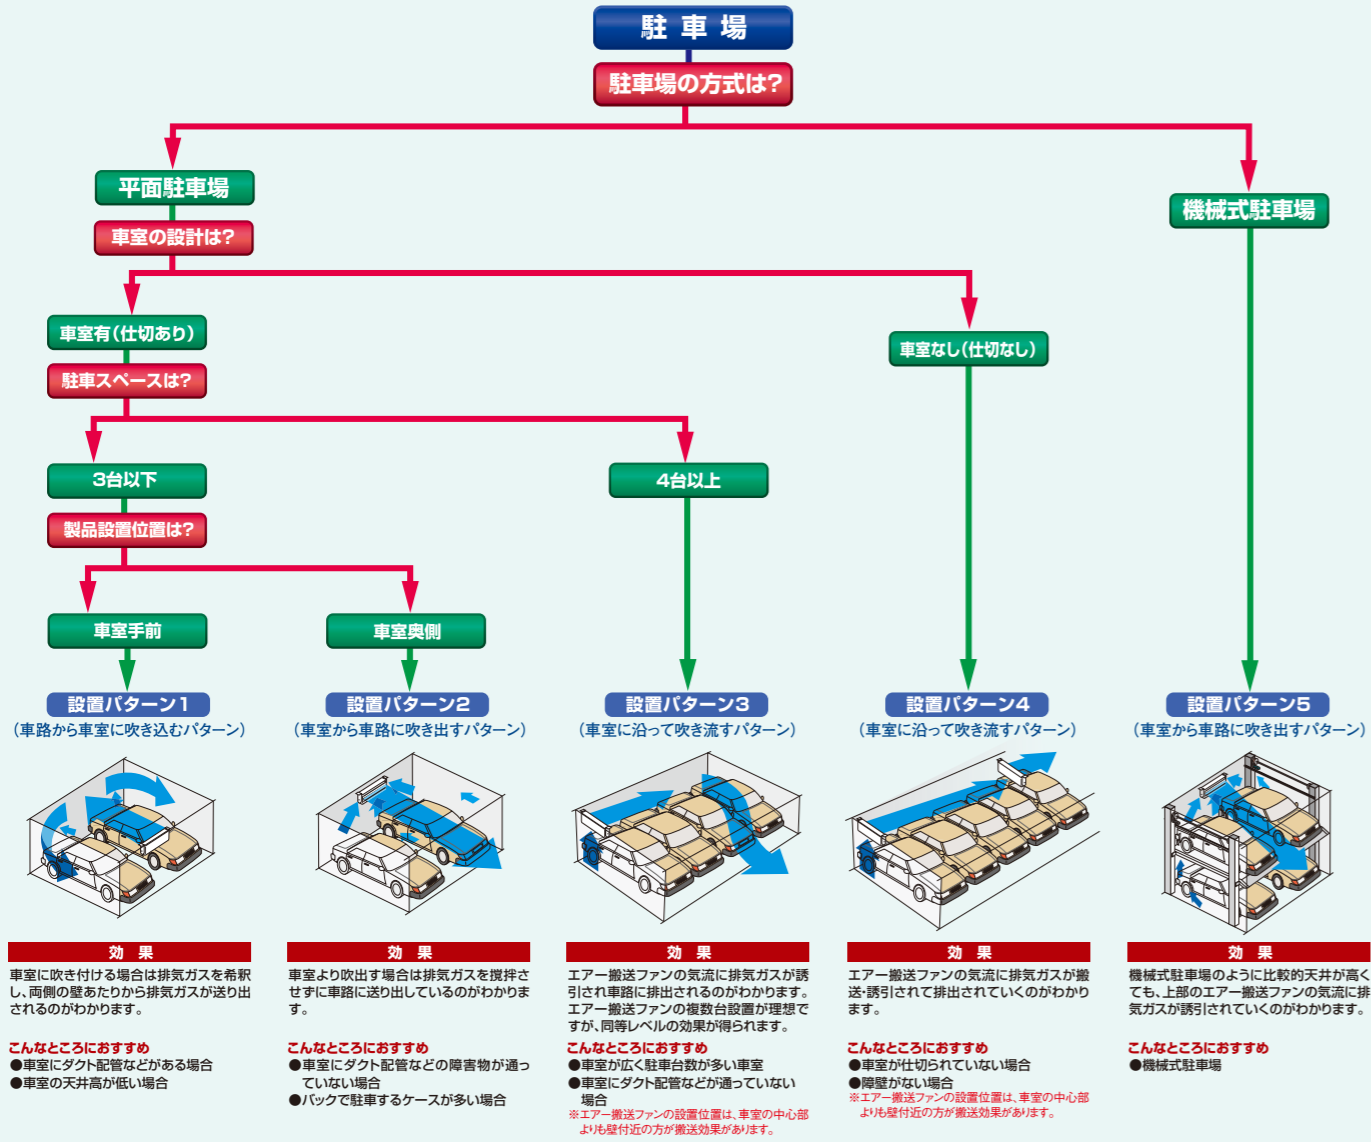 駐車場
駐車場の方式は?
平面駐車場
機械式駐車場
車室の設計は?
車室有(仕切あり)
車室なし(仕切なし)
駐車スペースは?
3台以下
4台以上
製品設置位置は?
車室手前
車室奥側
設置パターン1
(車路から車室に吹き込むパターン)
設置パターン2
(車室から車路に吹き出すパターン)
設置パターン3
(車室に沿って吹き流すパターン)
設置パターン4
(車室に沿って吹き流すパターン)
設置パターン5
(車室から車路に吹き出すパターン)
効果
車室に吹き付ける場合は排気ガスを希釈
し、両側の壁あたりから排気ガスが送り出
されるのがわかります。
こんなところにおすすめ
●車室にダクト配管などがある場合
●車室の天井高が低い場合
効果
車室より吹出す場合は排気ガスを撹拌さ
せずに車路に送り出しているのがわかりま
す。
こんなところにおすすめ
●車室にダクト配管などの障害物が通っ
ていない場合
●バックで駐車するケースが多い場合
効果
エアー搬送ファンの気流に排気ガスが誘
引され車路に排出されるのがわかります。
エアー搬送ファンの複数台設置が理想で
すが、同等レベルの効果が得られます。
こんなところにおすすめ
●車室が広く駐車台数が多い車室
●車室にダクト配管などが通っていない
場合
※エアー搬送ファンの設置位置は、車室の中心部
よりも壁付近の方が搬送効果があります。
効果
エアー搬送ファンの気流に排気ガスが搬
送・誘引されて排出されていくのがわかり
ます。
こんなところにおすすめ
●車室が仕切られていない場合
●障壁がない場合
※エアー搬送ファンの設置位置は、車室の中心部
よりも壁付近の方が搬送効果があります。
効果
機械式駐車場のように比較的天井が高く
ても、上部のエアー搬送ファンの気流に排
気ガスが誘引されていくのがわかります。
こんなところにおすすめ
●機械式駐車場